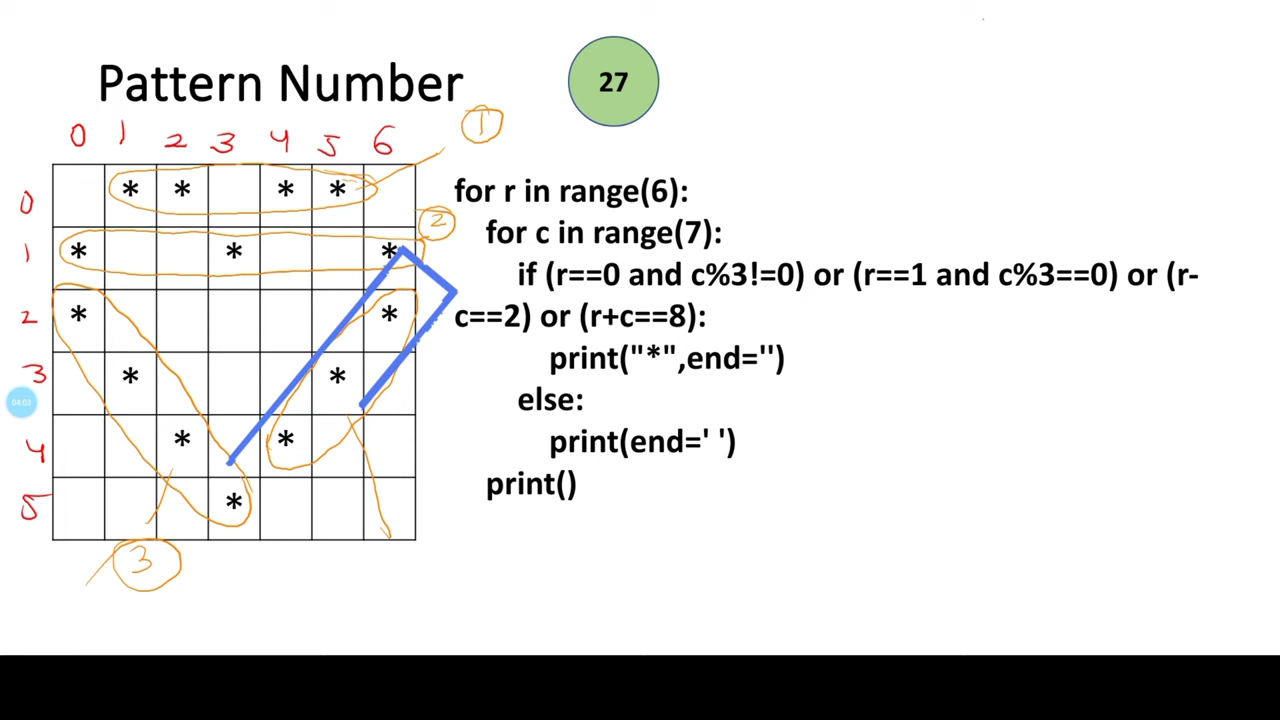 Pattern Number
27
0 1 2 3 4 5 6
1
0 * * * *
2
1 * * *
2 * *
3 * *
04:03
4 * *
5 *
3
for r in range(6):
for c in range(7):
if (r==0 and c%3!=0) or (r==1 and c%3==0) or (r-
c==2) or (r+c==8):
print("*",end='')
else:
print(end=' ')
print()